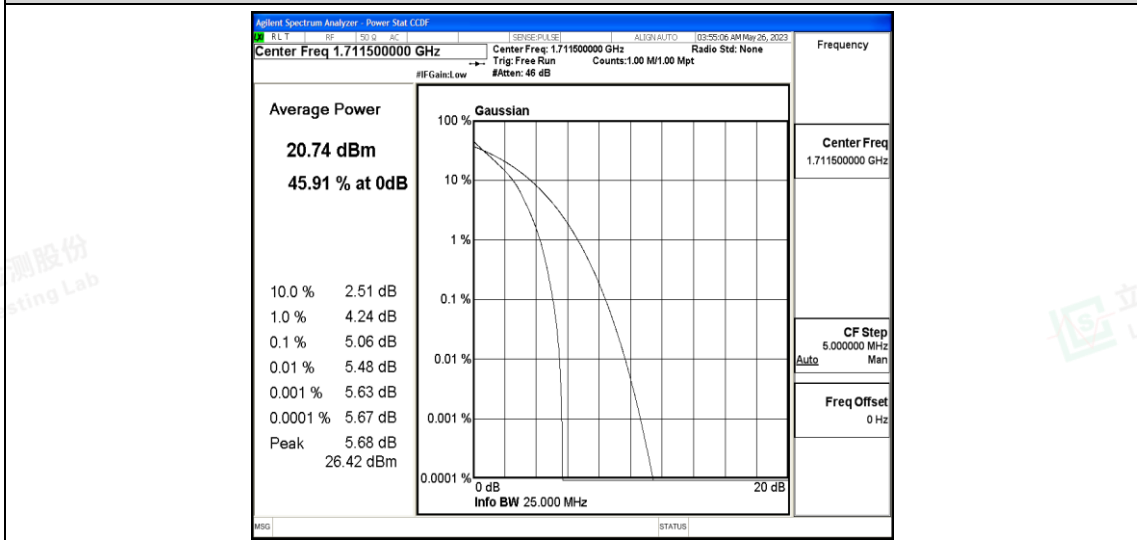 Agilent Spectrum Analyzer - Power Stat CCDF
LXI RLT RF 50 Ω AC SENSE:PULSE ALIGN AUTO 03:55:06 AM May 26, 2023
Center Freq 1.711500000 GHz
Center Freq: 1.711500000 GHz Radio Std: None
Trig: Free Run Counts:1.00 M/1.00 Mpt
#IFGain:Low #Atten: 46 dB
Frequency
Average Power
20.74 dBm
45.91 % at 0dB
10.0 % 2.51 dB
1.0 % 4.24 dB
0.1 % 5.06 dB
0.01 % 5.48 dB
0.001 % 5.63 dB
0.0001 % 5.67 dB
Peak 5.68 dB
26.42 dBm
Gaussian
100 %
10 %
1 %
0.1 %
0.01 %
0.001 %
0.0001 %
0 dB 20 dB
Info BW 25.000 MHz
Center Freq
1.711500000 GHz
CF Step
5.000000 MHz
Auto Man
Freq Offset
0 Hz
MSG STATUS
测股份
sting Lab
立